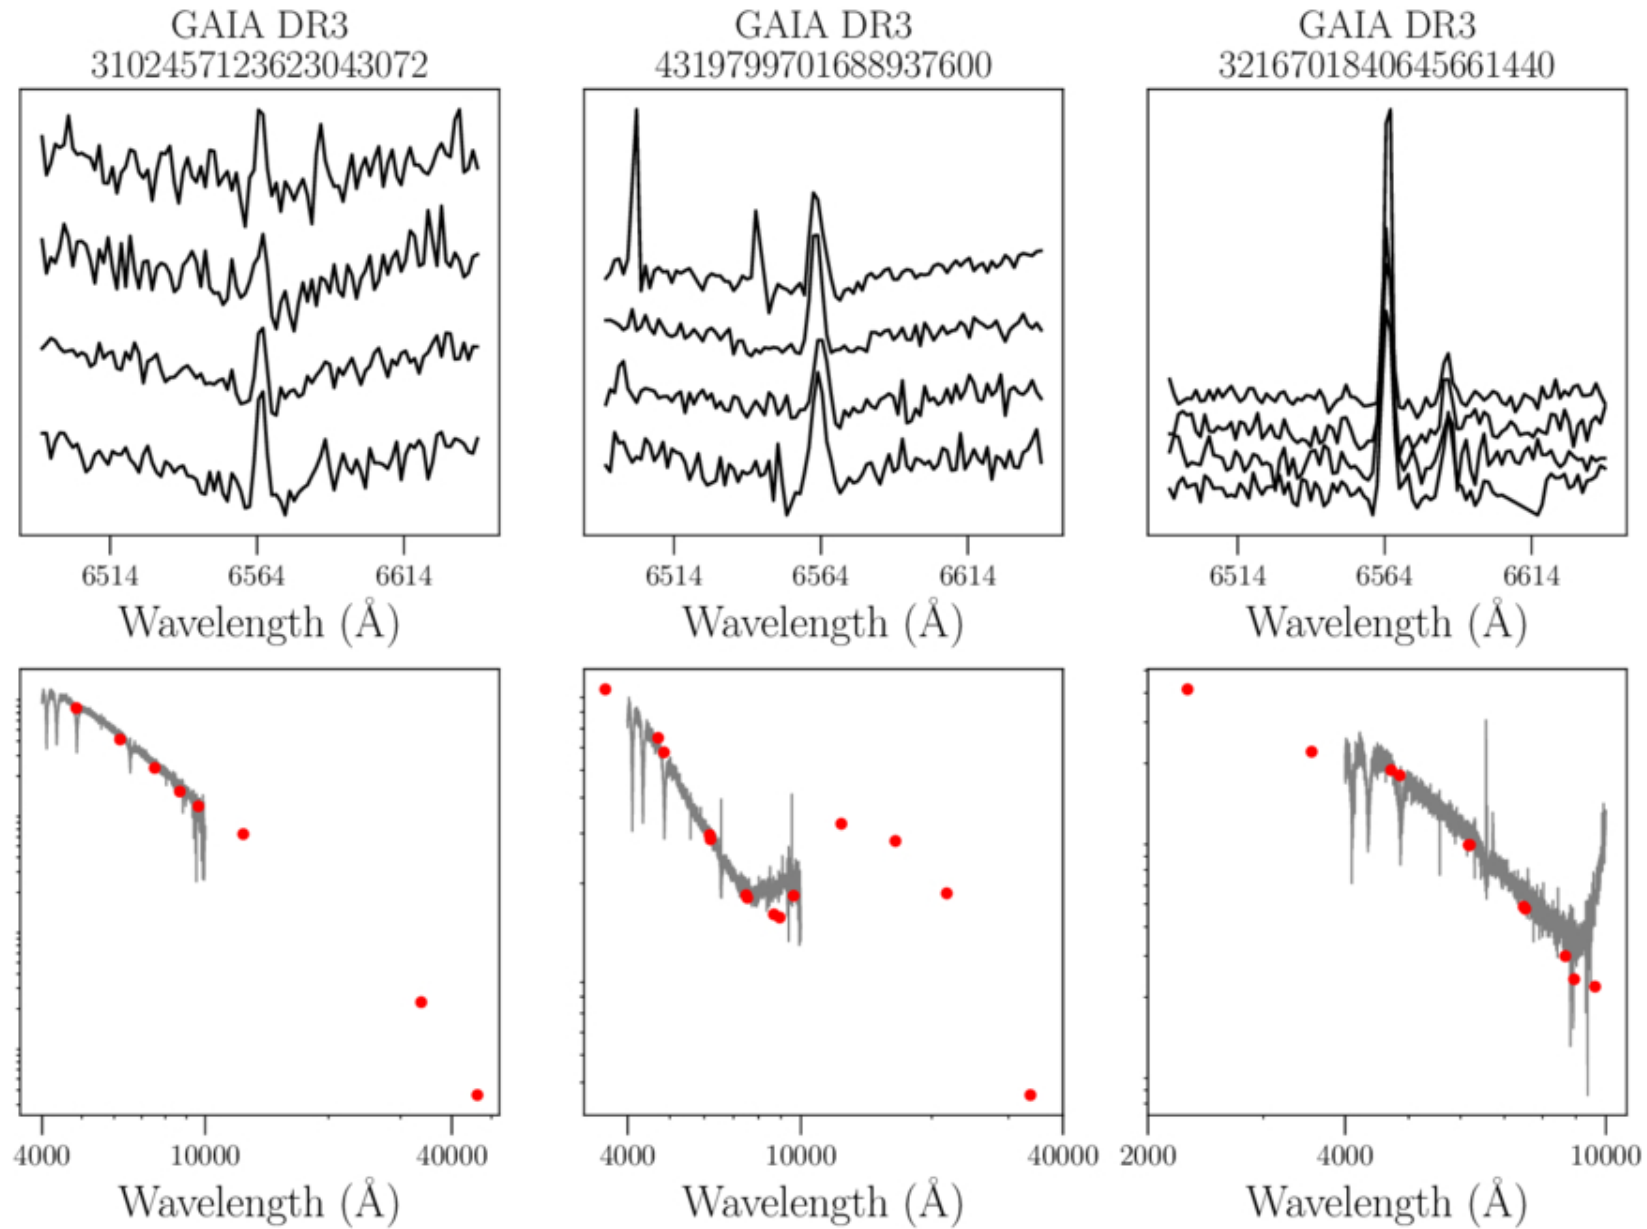 GAIA DR3
3102457123623043072
GAIA DR3
4319799701688937600
GAIA DR3
3216701840645661440
6514 6564 6614
6514 6564 6614
6514 6564 6614
Wavelength (Å)
Wavelength (Å)
Wavelength (Å)
4000 10000 40000
4000 10000 40000
2000 4000 10000
Wavelength (Å)
Wavelength (Å)
Wavelength (Å)